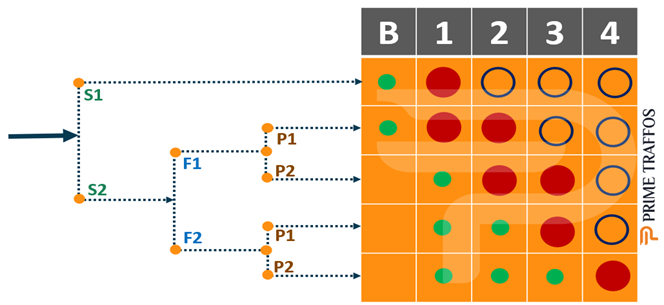 B 1 2 3 4
S1
P1
F1
P2
S2
P1
F2
P2
PRIME TRAFFOS